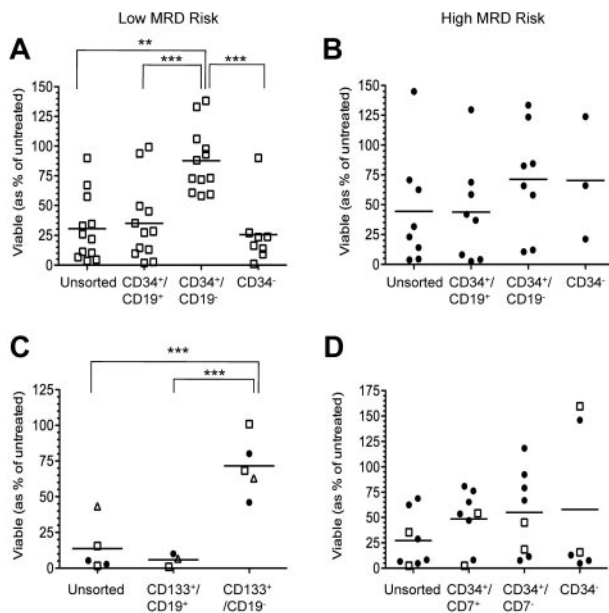 Low MRD Risk
High MRD Risk
A
**
***
***
Viable (as % of untreated)
150
125
100
75
50
25
0
Unsorted
CD34⁺/
CD19⁺
CD34⁺/
CD19⁻
CD34⁻
B
Viable (as % of untreated)
150
125
100
75
50
25
0
Unsorted
CD34⁺/
CD19⁺
CD34⁺/
CD19⁻
CD34⁻
C
***
***
Viable (as % of untreated)
125
100
75
50
25
0
Unsorted
CD133⁺/
CD19⁺
CD133⁺
/CD19⁻
D
Viable (as % of untreated)
175
150
125
100
75
50
25
0
Unsorted
CD34⁺/
CD7⁺
CD34⁺/
CD7⁻
CD34⁻